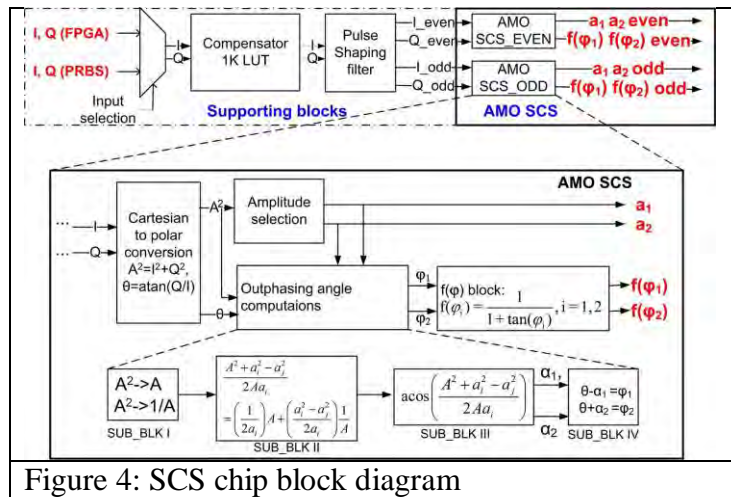 I, Q (FPGA)
I, Q (PRBS)
Input
selection
I
Q
Compensator
1K LUT
I
Q
Pulse
Shaping
filter
I_even
Q_even
I_odd
Q_odd
AMO
SCS_EVEN
AMO
SCS_ODD
a₁ a₂ even
f(φ₁) f(φ₂) even
a₁ a₂ odd
f(φ₁) f(φ₂) odd
Supporting blocks
AMO SCS
AMO SCS
... I
... Q
Cartesian
to polar
conversion
A²=I²+Q²,
θ=atan(Q/I)
A²
θ
Amplitude
selection
a₁
a₂
Outphasing angle
computaions
φ₁
φ₂
f(φ) block:
f(φᵢ) = 1 / (1 + tan(φᵢ)), i = 1, 2
f(φ₁)
f(φ₂)
A²->A
A²->1/A
SUB_BLK I
(A² + aᵢ² − aⱼ²) / (2Aaᵢ)
= (1 / (2aᵢ)) A + ((aᵢ² − aⱼ²) / (2aᵢ)) 1/A
SUB_BLK II
acos((A² + aᵢ² − aⱼ²) / (2Aaᵢ))
SUB_BLK III
α₁,
α₂
θ-α₁=φ₁
θ+α₂=φ₂
SUB_BLK IV
Figure 4: SCS chip block diagram